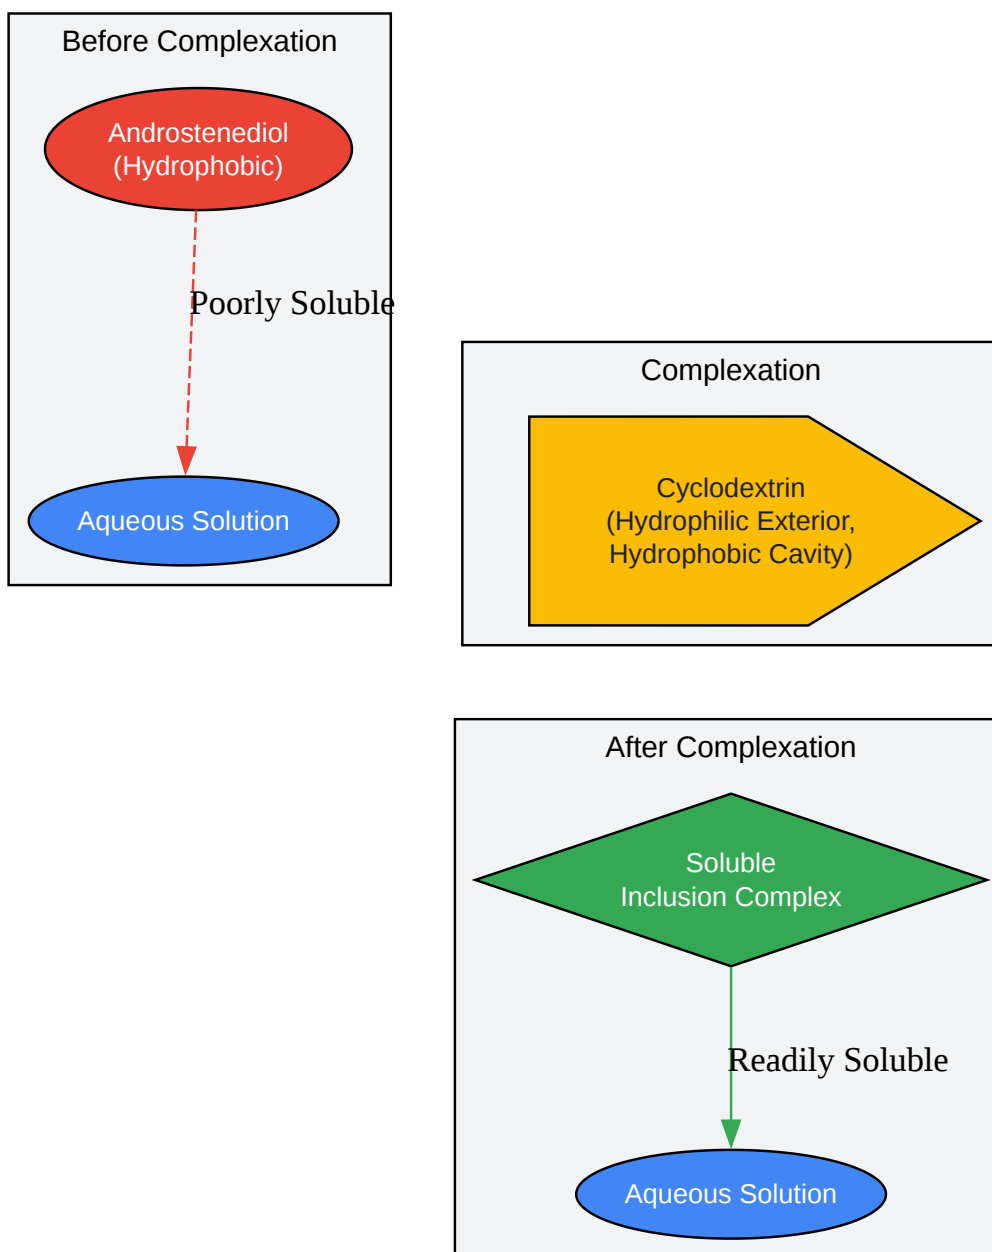 Before Complexation
Androstenediol
(Hydrophobic)
Poorly Soluble
Aqueous Solution
Complexation
Cyclodextrin
(Hydrophilic Exterior,
Hydrophobic Cavity)
After Complexation
Soluble
Inclusion Complex
Readily Soluble
Aqueous Solution